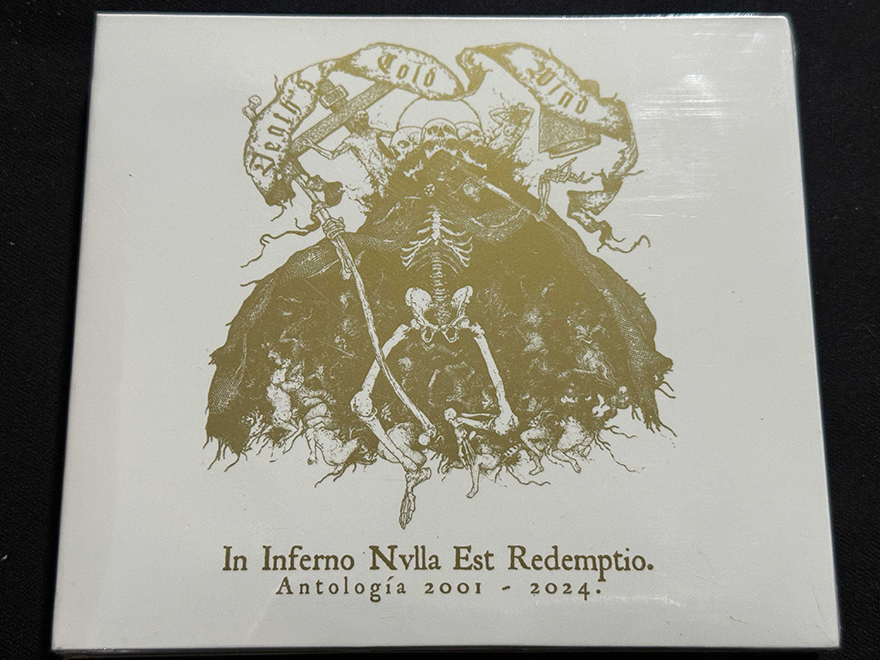 Death's Cold Wind
In Inferno Nvlla Est Redemptio.
Antología 2001 - 2024.